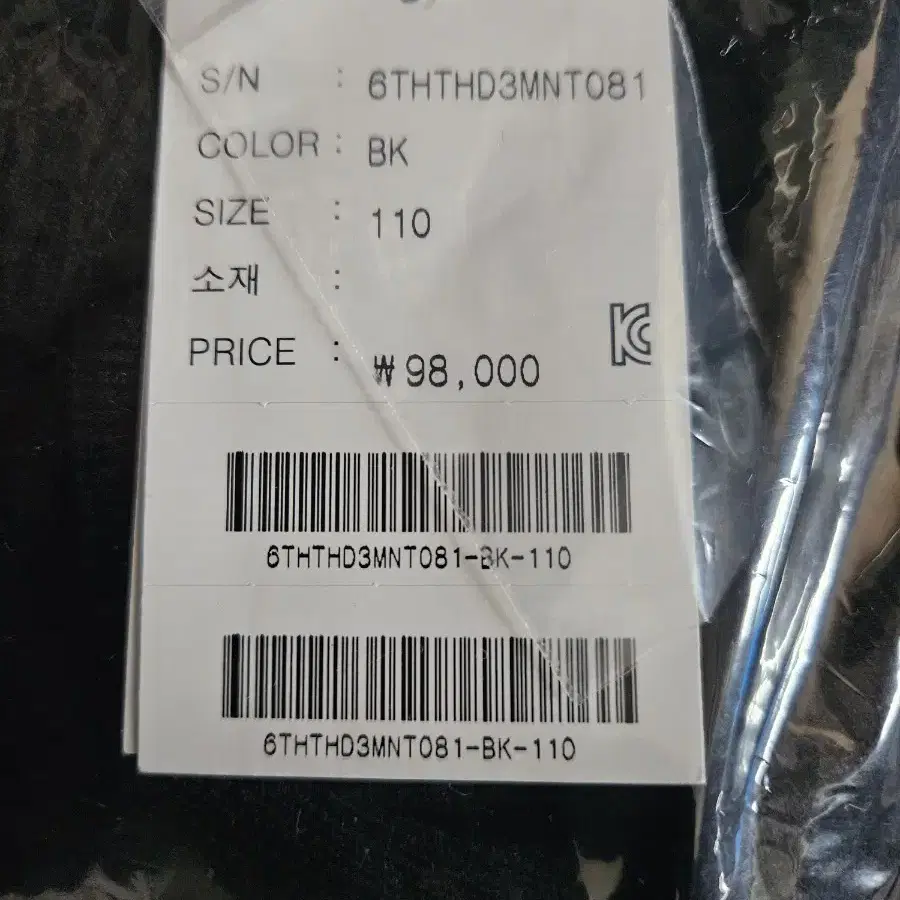 S/N : 6THTHD3MNT081
COLOR : BK
SIZE : 110
소재 :
PRICE : ₩98,000
6THTHD3MNT081-BK-110
6THTHD3MNT081-BK-110